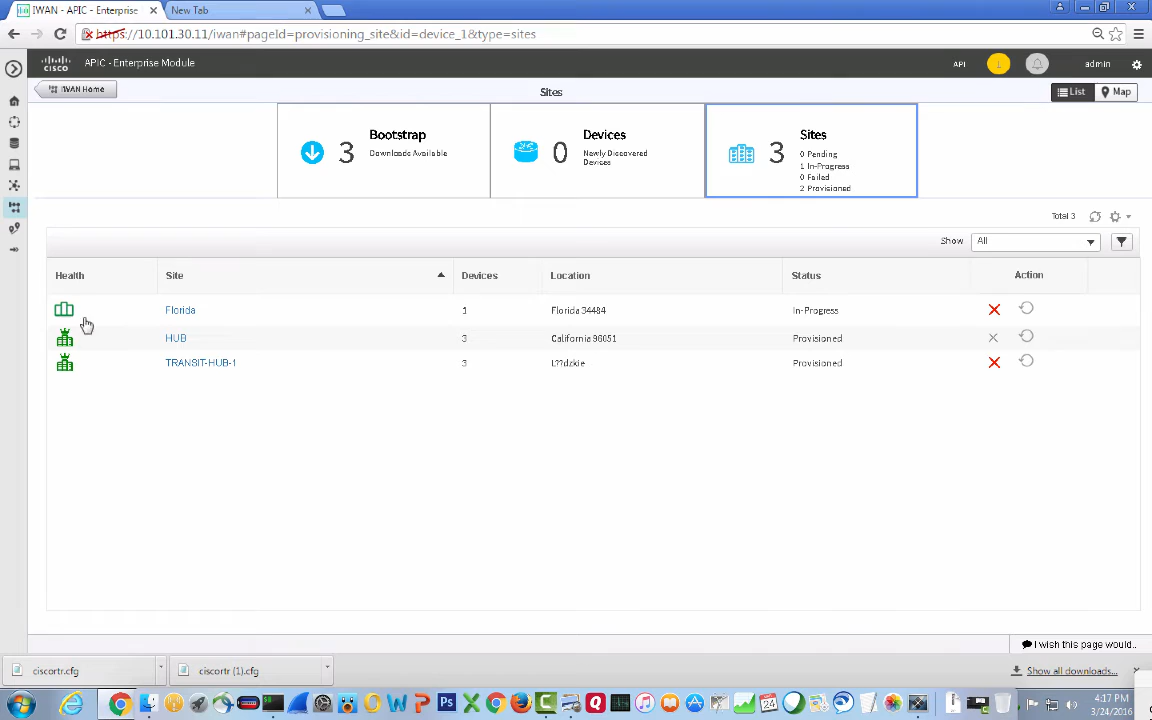 IWAN - APIC - Enterprise
New Tab
https://10.101.30.11/iwan#pageId=provisioning_site&id=device_1&type=sites
cisco
APIC - Enterprise Module
API
admin
IWAN Home
Sites
List
Map
3
Bootstrap
Downloads Available
0
Devices
Newly Discovered
Devices
3
Sites
0 Pending
1 In-Progress
0 Failed
2 Provisioned
Total 3
Show
All
Health
Site
Devices
Location
Status
Action
Florida
1
Florida 34484
In-Progress
HUB
3
California 96051
Provisioned
TRANSIT-HUB-1
3
L??dzkie
Provisioned
I wish this page would..
ciscortr.cfg
ciscortr (1).cfg
Show all downloads...
4:17 PM
3/24/2016